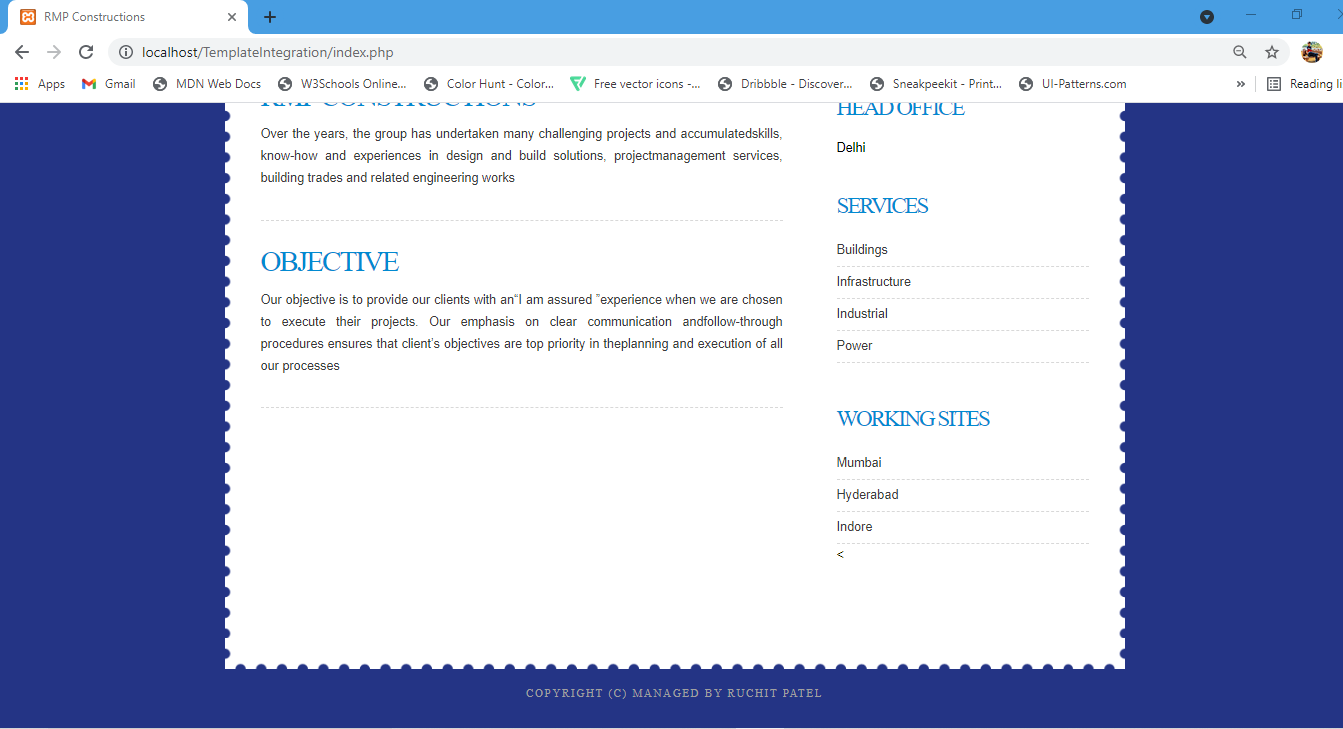 RMP Constructions
localhost/TemplateIntegration/index.php
Apps Gmail MDN Web Docs W3Schools Online... Color Hunt - Color... Free vector icons -... Dribbble - Discover... Sneakpeekit - Print... UI-Patterns.com » Reading li
RMP CONSTRUCTIONS
Over the years, the group has undertaken many challenging projects and accumulatedskills,
know-how and experiences in design and build solutions, projectmanagement services,
building trades and related engineering works
OBJECTIVE
Our objective is to provide our clients with an“I am assured ”experience when we are chosen
to execute their projects. Our emphasis on clear communication andfollow-through
procedures ensures that client's objectives are top priority in theplanning and execution of all
our processes
HEAD OFFICE
Delhi
SERVICES
Buildings
Infrastructure
Industrial
Power
WORKING SITES
Mumbai
Hyderabad
Indore
<
COPYRIGHT (C) MANAGED BY RUCHIT PATEL